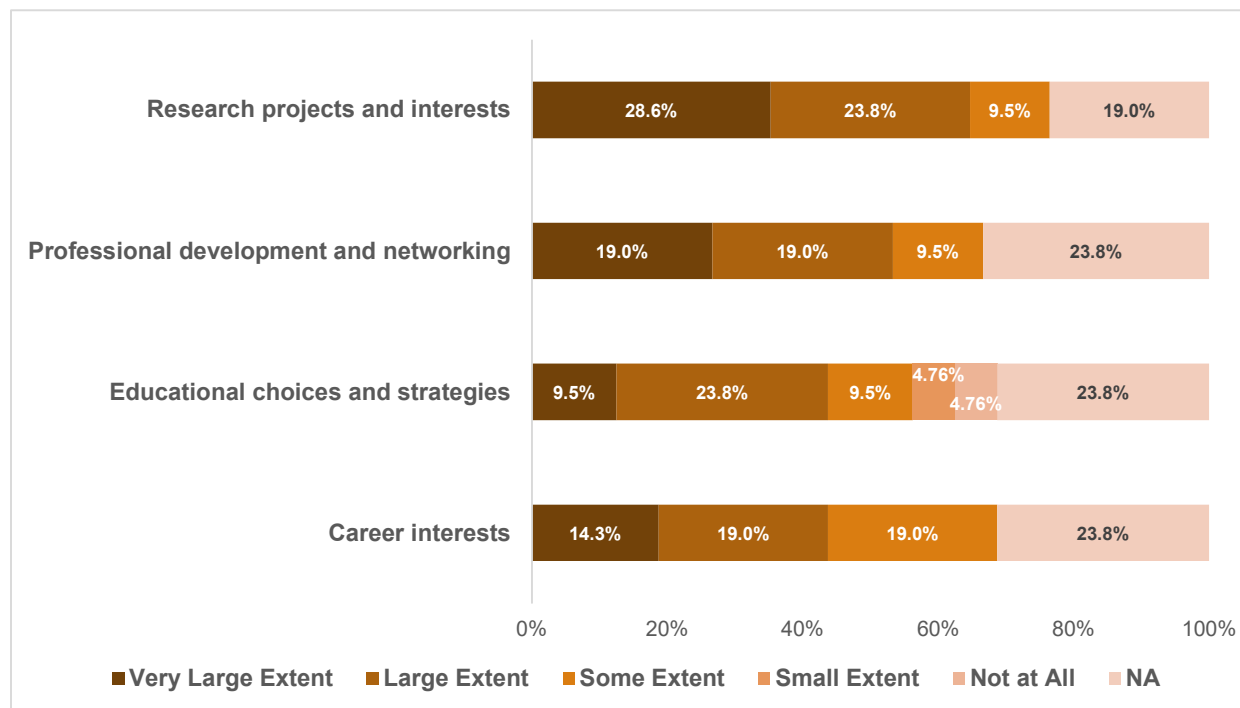 Research projects and interests 28.6% 23.8% 9.5% 19.0%
Professional development and networking 19.0% 19.0% 9.5% 23.8%
Educational choices and strategies 9.5% 23.8% 9.5% 4.76% 4.76% 23.8%
Career interests 14.3% 19.0% 19.0% 23.8%
0% 20% 40% 60% 80% 100%
Very Large Extent Large Extent Some Extent Small Extent Not at All NA